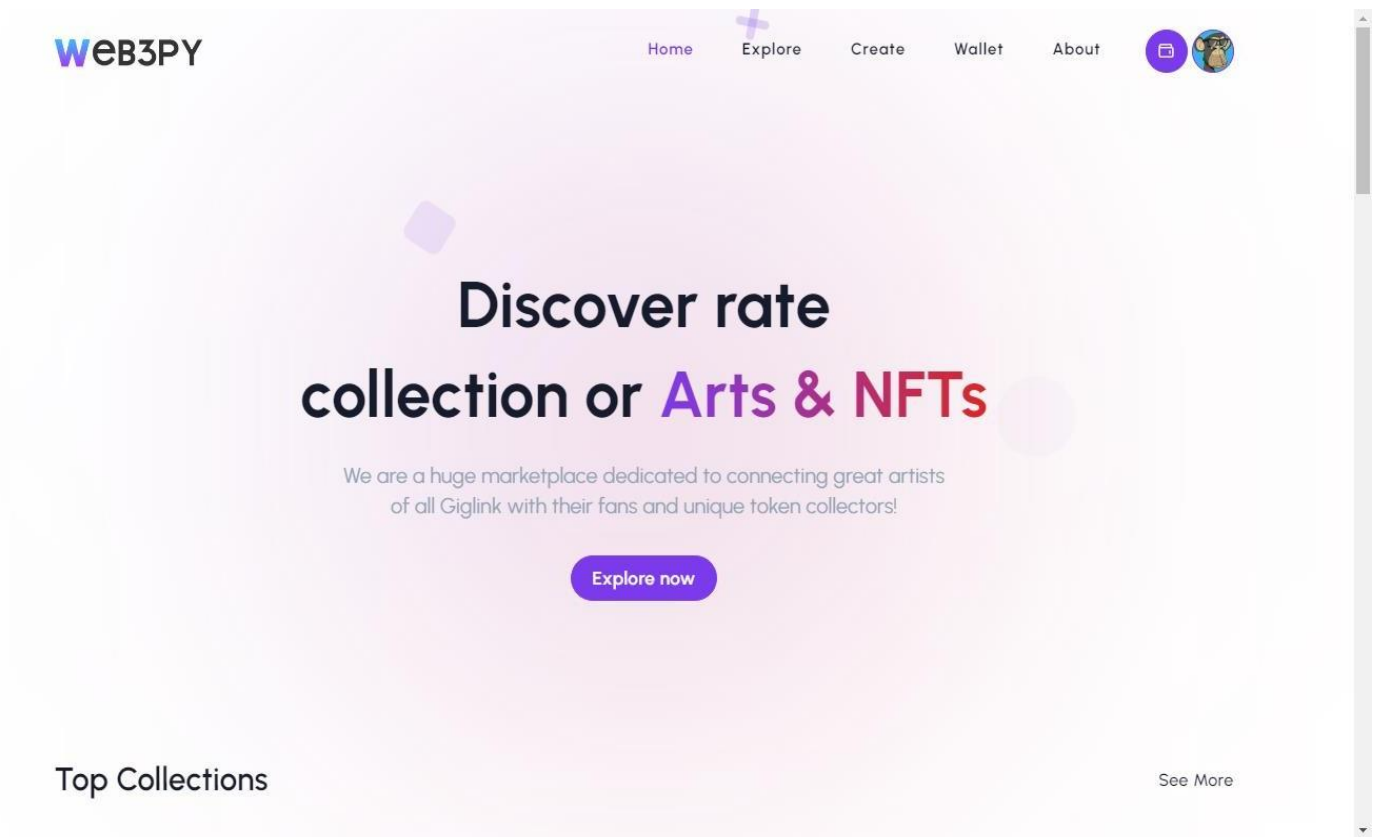 WeB3PY
Home Explore Create Wallet About
Discover rate
collection or Arts & NFTs
We are a huge marketplace dedicated to connecting great artists
of all Giglink with their fans and unique token collectors!
Explore now
Top Collections See More